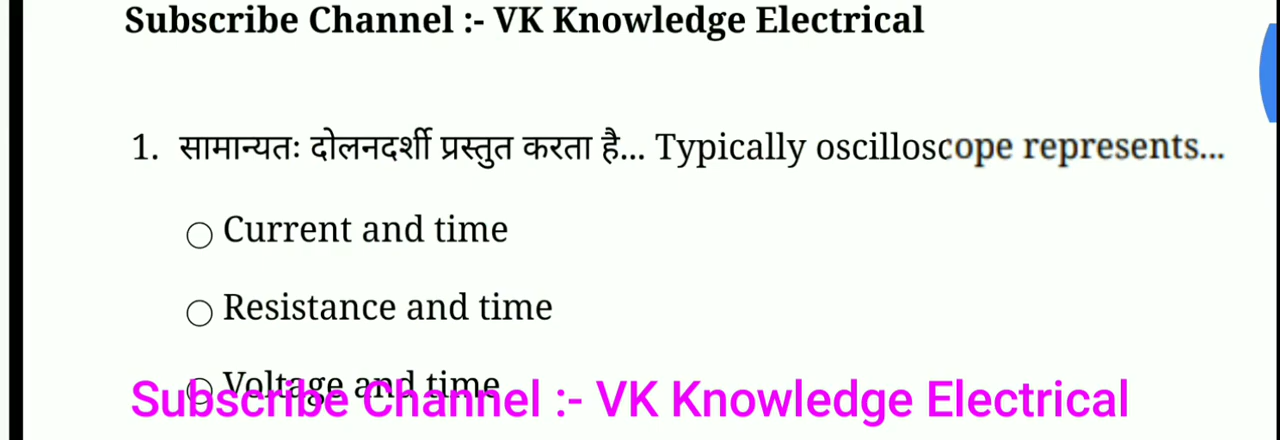 Subscribe Channel :- VK Knowledge Electrical
1. सामान्यतः दोलनदर्शी प्रस्तुत करता है... Typically oscilloscope represents...
Current and time
Resistance and time
Voltage and time
Subscribe Channel :- VK Knowledge Electrical